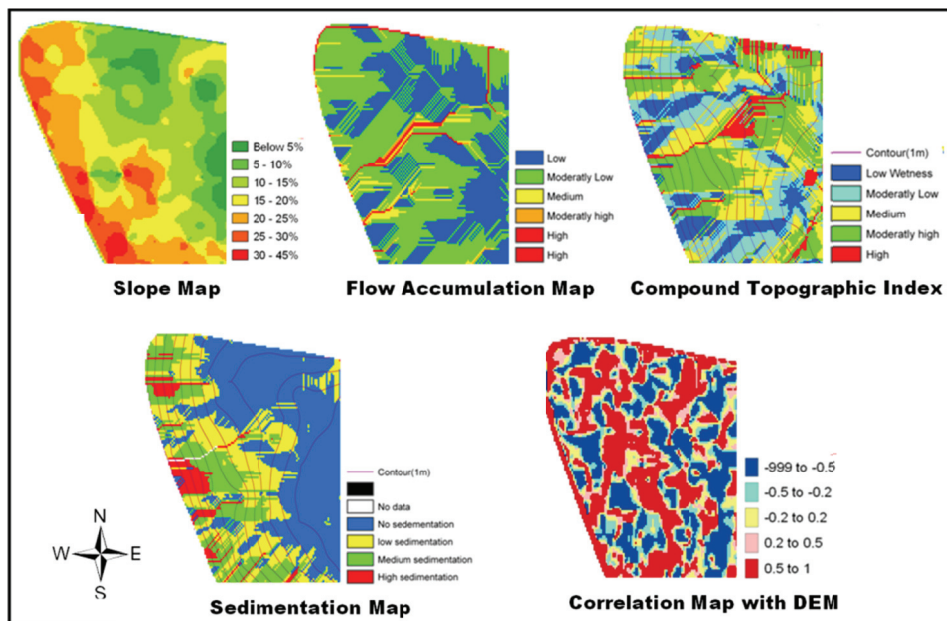 Below 5%
5 - 10%
10 - 15%
15 - 20%
20 - 25%
25 - 30%
30 - 45%
Slope Map
Low
Moderatly Low
Medium
Moderatly high
High
High
Flow Accumulation Map
Contour(1m)
Low Wetness
Moderatly Low
Medium
Moderatly high
High
Compound Topographic Index
N
W E
S
Contour(1m)
No data
No sedementation
low sedimentation
Medium sedimentation
High sedimentation
Sedimentation Map
-999 to -0.5
-0.5 to -0.2
-0.2 to 0.2
0.2 to 0.5
0.5 to 1
Correlation Map with DEM